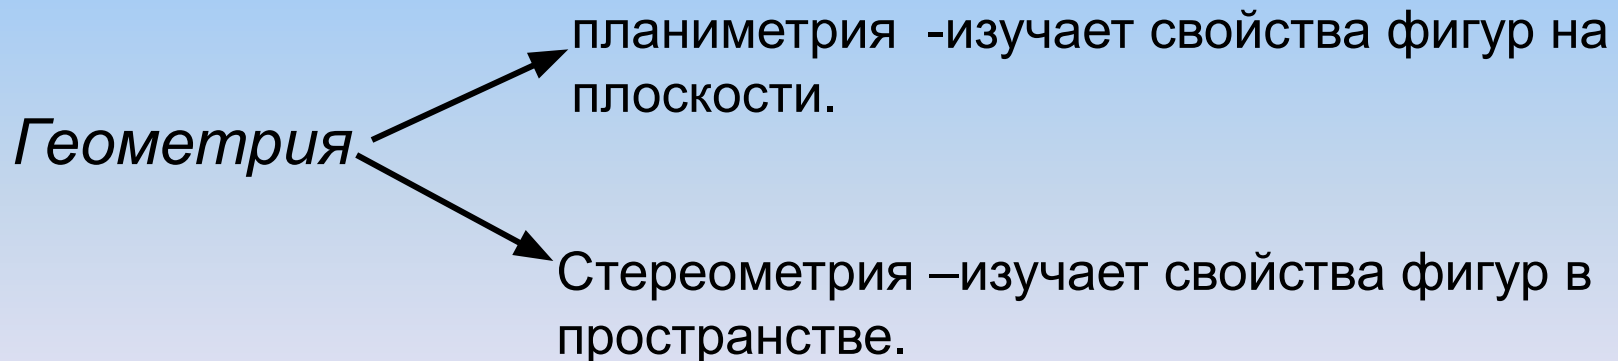 планиметрия -изучает свойства фигур на
плоскости.
Геометрия
Стереометрия –изучает свойства фигур в
пространстве.